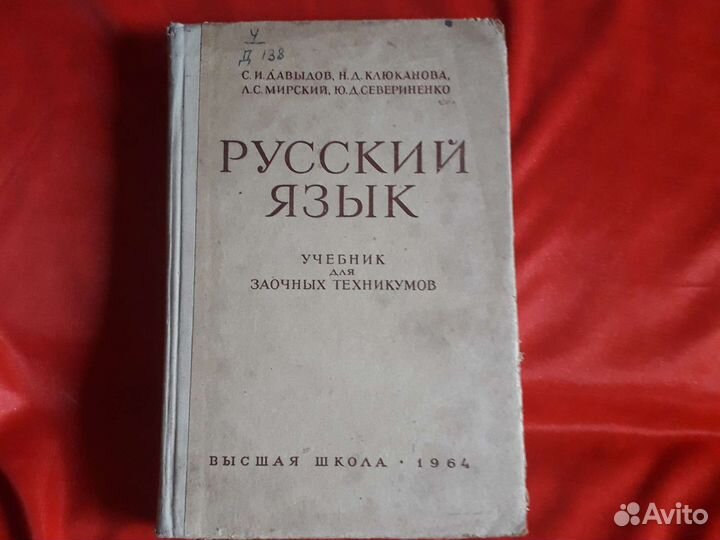 У
Д 138
С. И. ДАВЫДОВ, Н. Д. КЛЮКАНОВА,
Л. С. МИРСКИЙ, Ю. Д. СЕВЕРИНЕНКО
РУССКИЙ
ЯЗЫК
УЧЕБНИК
ДЛЯ
ЗАОЧНЫХ ТЕХНИКУМОВ
ВЫСШАЯ ШКОЛА · 1964
Avito